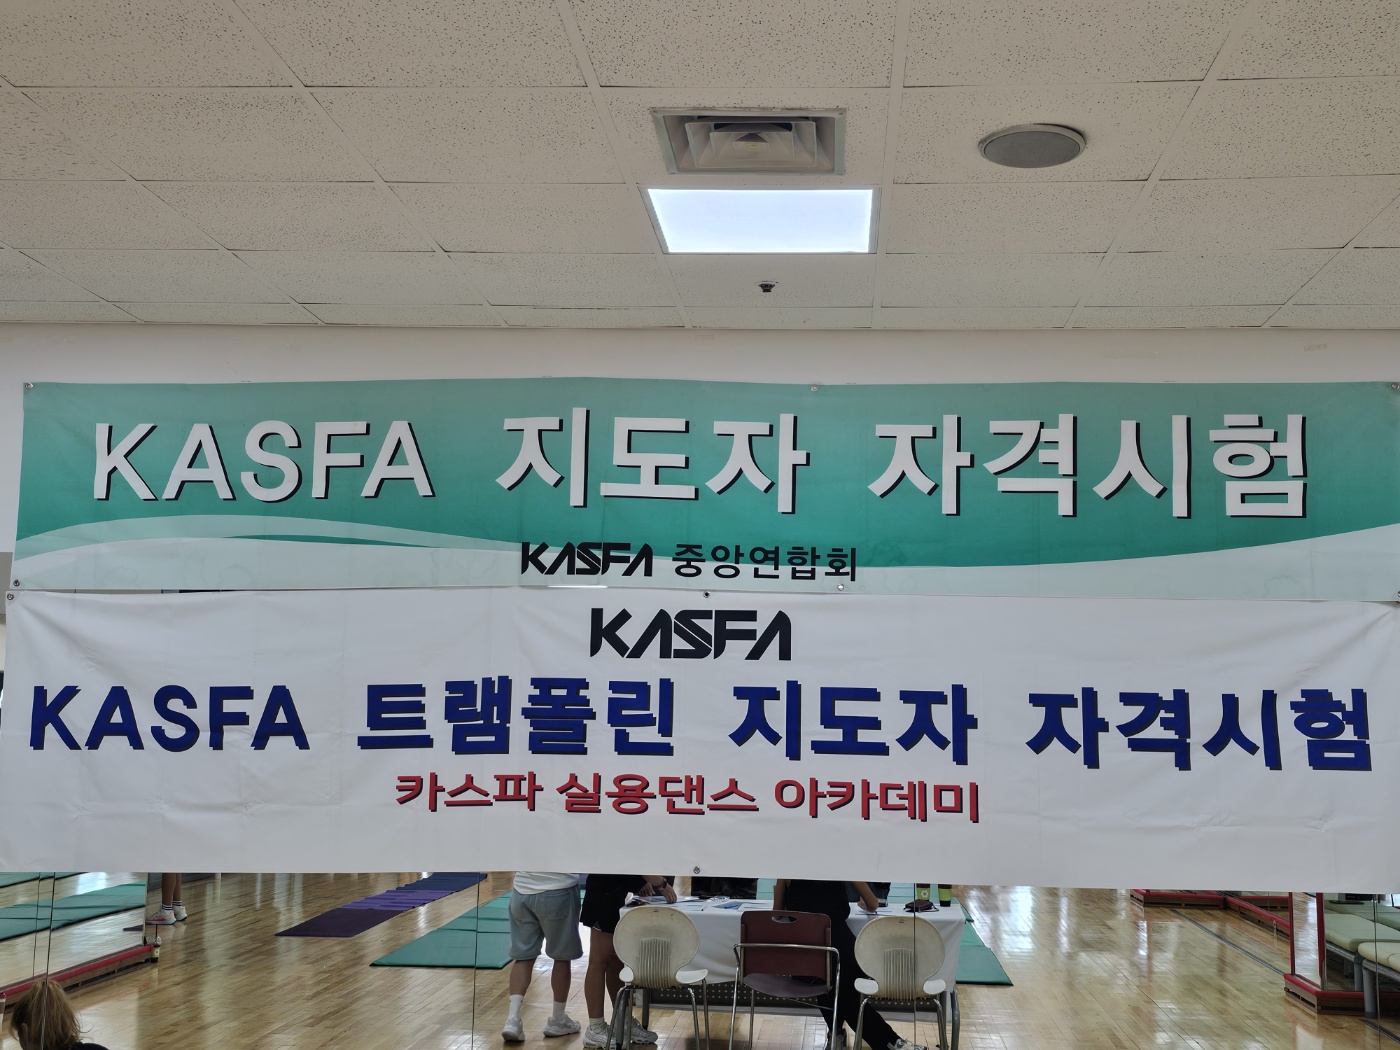 KASFA 지도자 자격시험
KASFA 중앙연합회
KASFA
KASFA 트램폴린 지도자 자격시험
카스파 실용댄스 아카데미